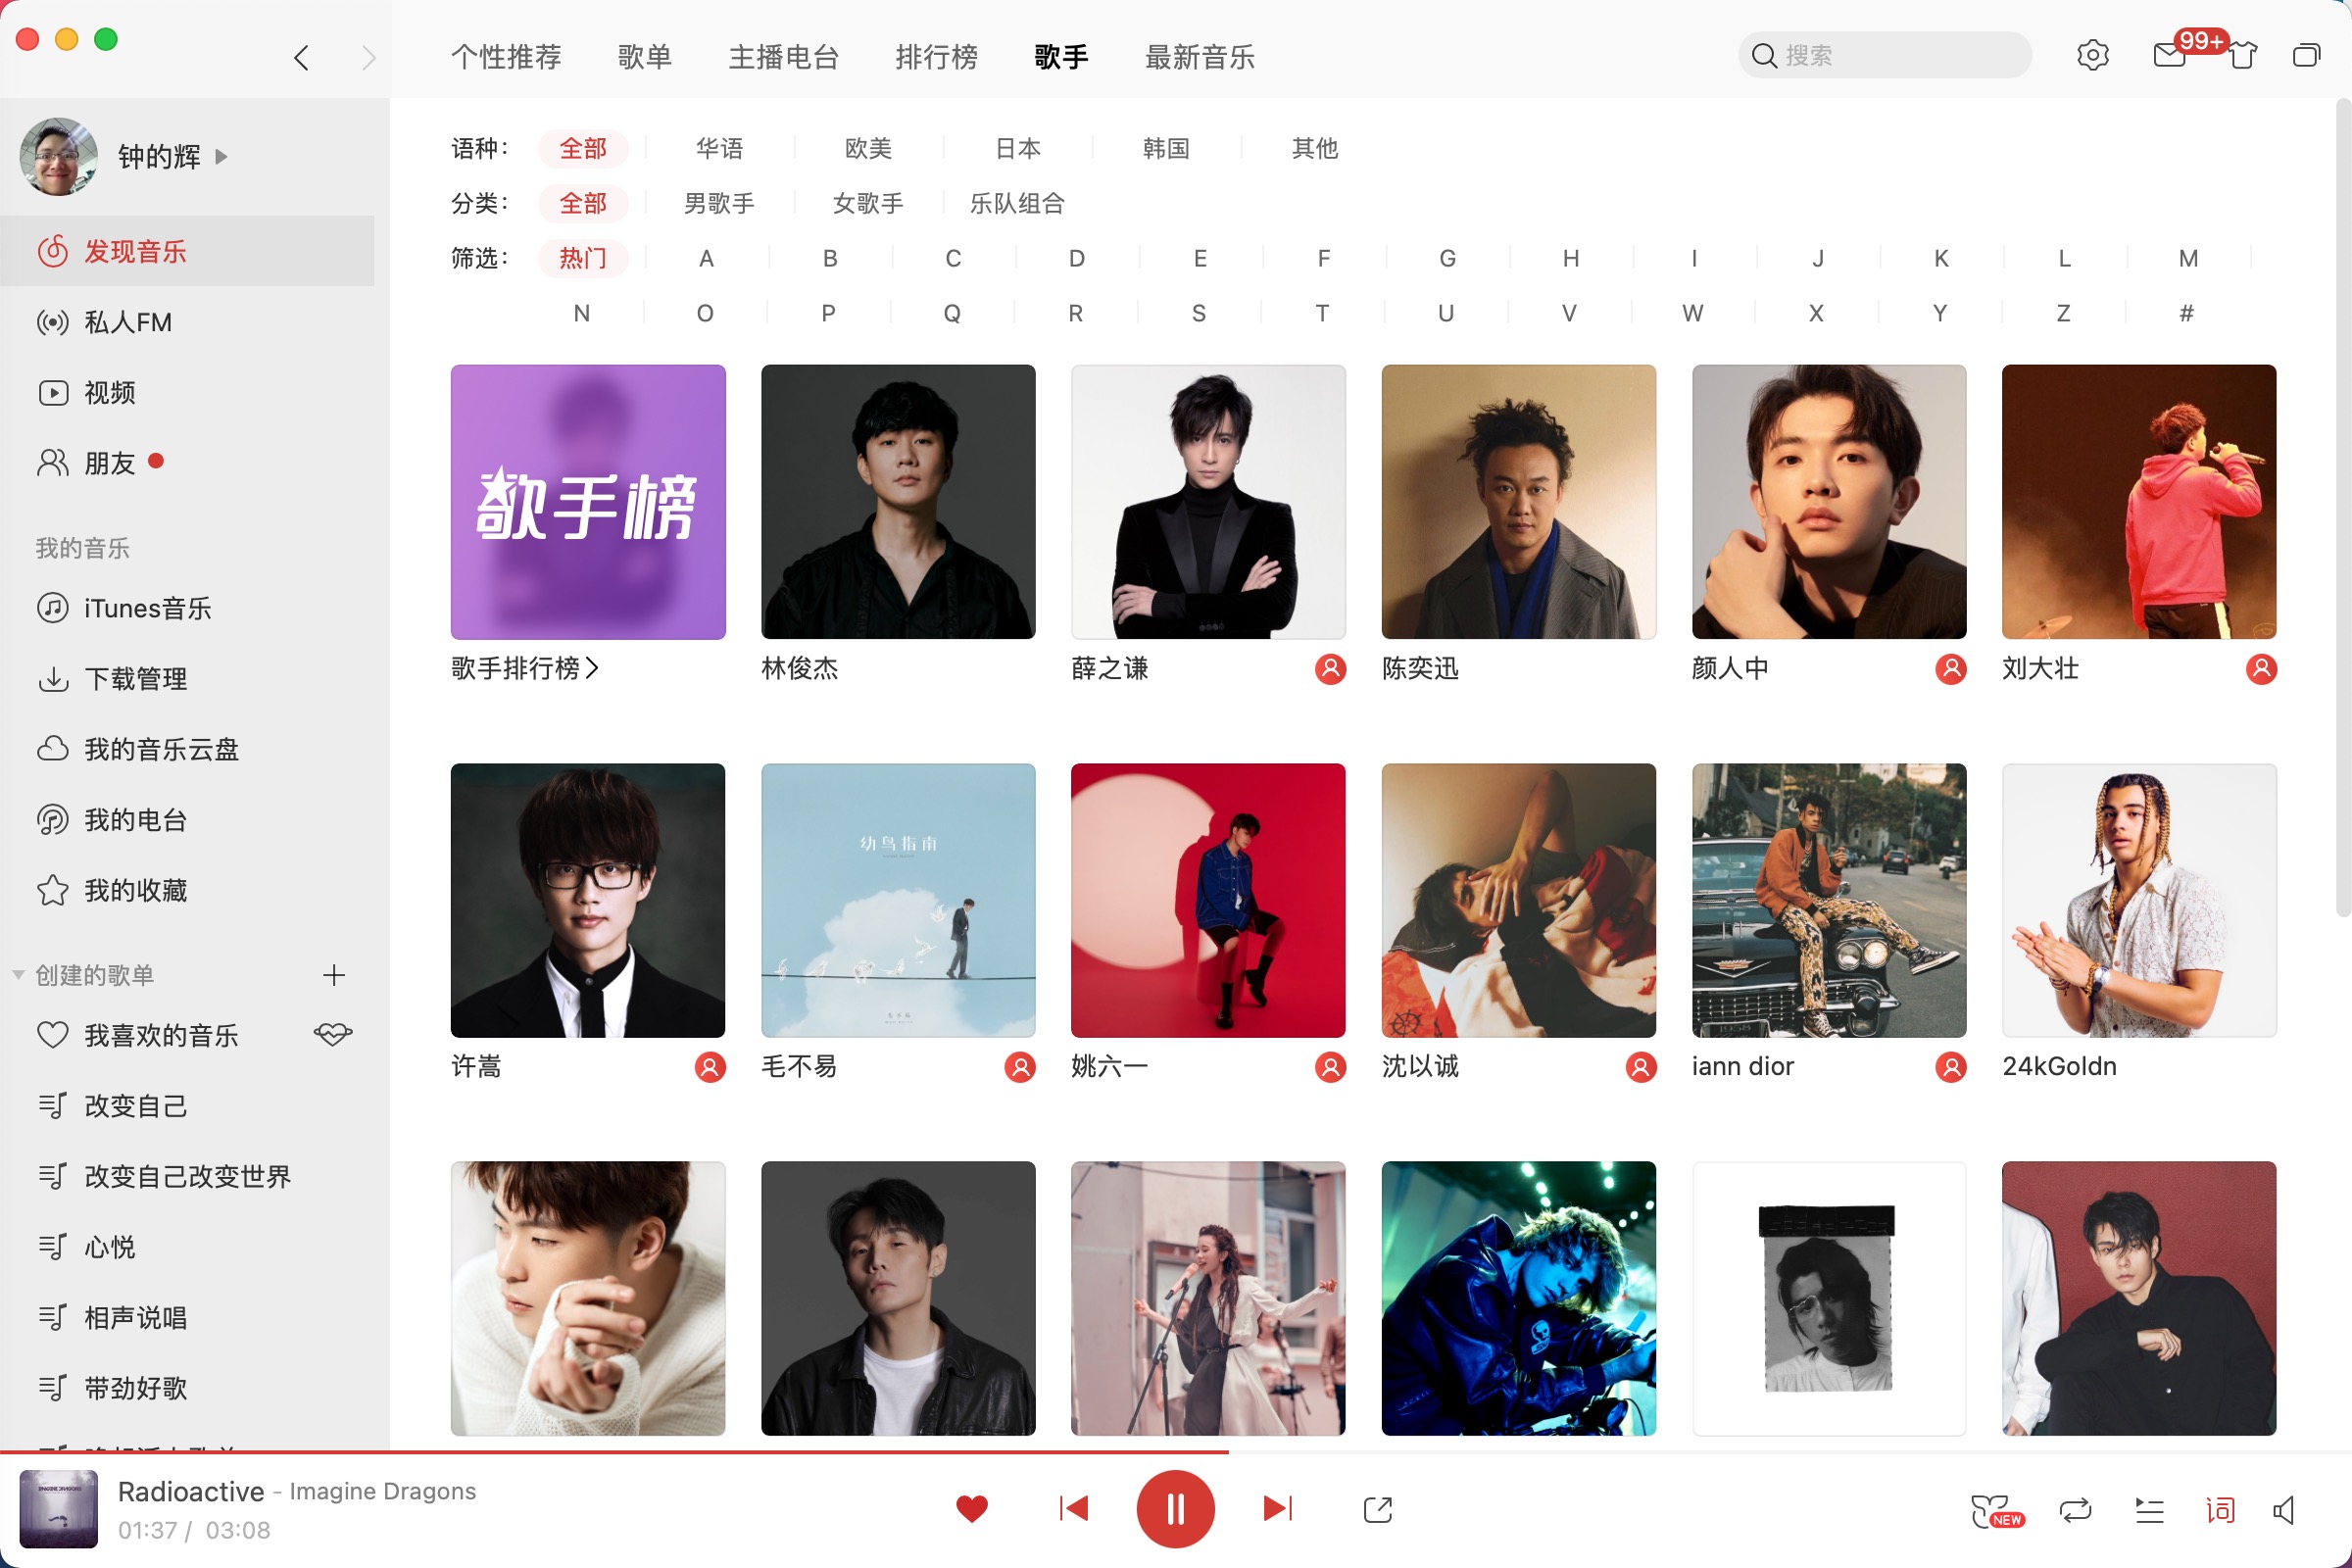 个性推荐 歌单 主播电台 排行榜 歌手 最新音乐
搜索
99+
钟的辉
发现音乐
私人FM
视频
朋友
我的音乐
iTunes音乐
下载管理
我的音乐云盘
我的电台
我的收藏
创建的歌单
我喜欢的音乐
改变自己
改变自己改变世界
心悦
相声说唱
带劲好歌
语种： 全部 华语 欧美 日本 韩国 其他
分类： 全部 男歌手 女歌手 乐队组合
筛选： 热门 A B C D E F G H I J K L M
N O P Q R S T U V W X Y Z #
歌手榜
歌手排行榜 林俊杰 薛之谦 陈奕迅 颜人中 刘大壮
幼鸟指南
许嵩 毛不易 姚六一 沈以诚 iann dior 24kGoldn
Radioactive - Imagine Dragons
01:37 / 03:08
NEW
词